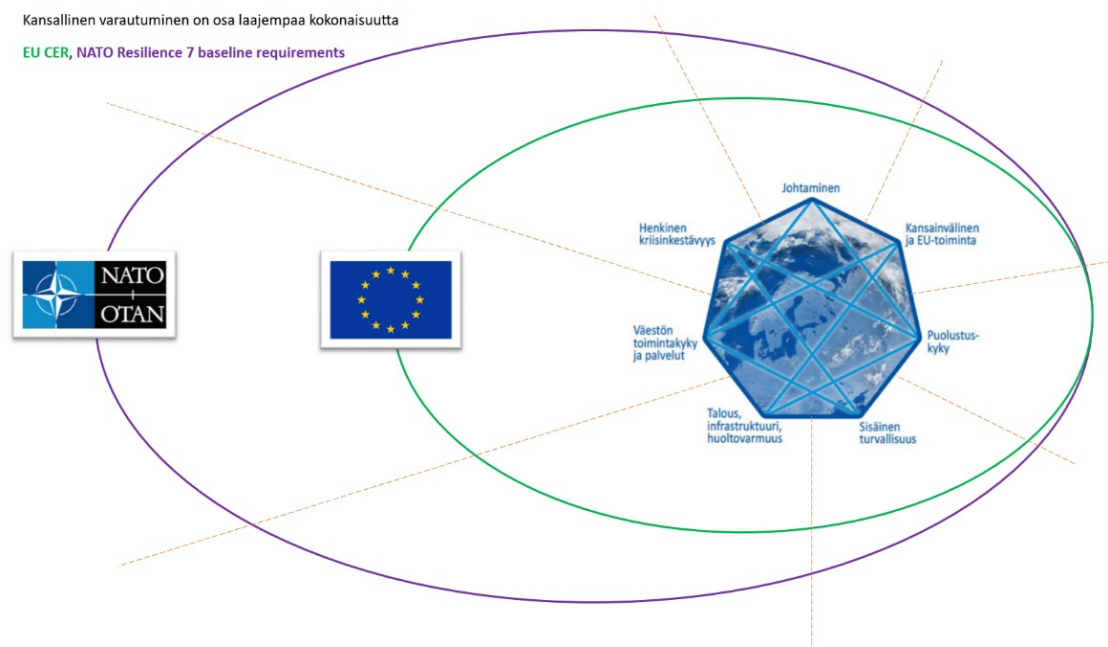 Kansallinen varautuminen on osa laajempaa kokonaisuutta
EU CER, NATO Resilience 7 baseline requirements
Johtaminen
Henkinen
kriisinkestävyys
Kansainvälinen
ja EU-toiminta
NATO
OTAN
Väestön
toimintakyky
ja palvelut
Puolustus-
kyky
Talous,
infrastruktuuri,
huoltovarmuus
Sisäinen
turvallisuus